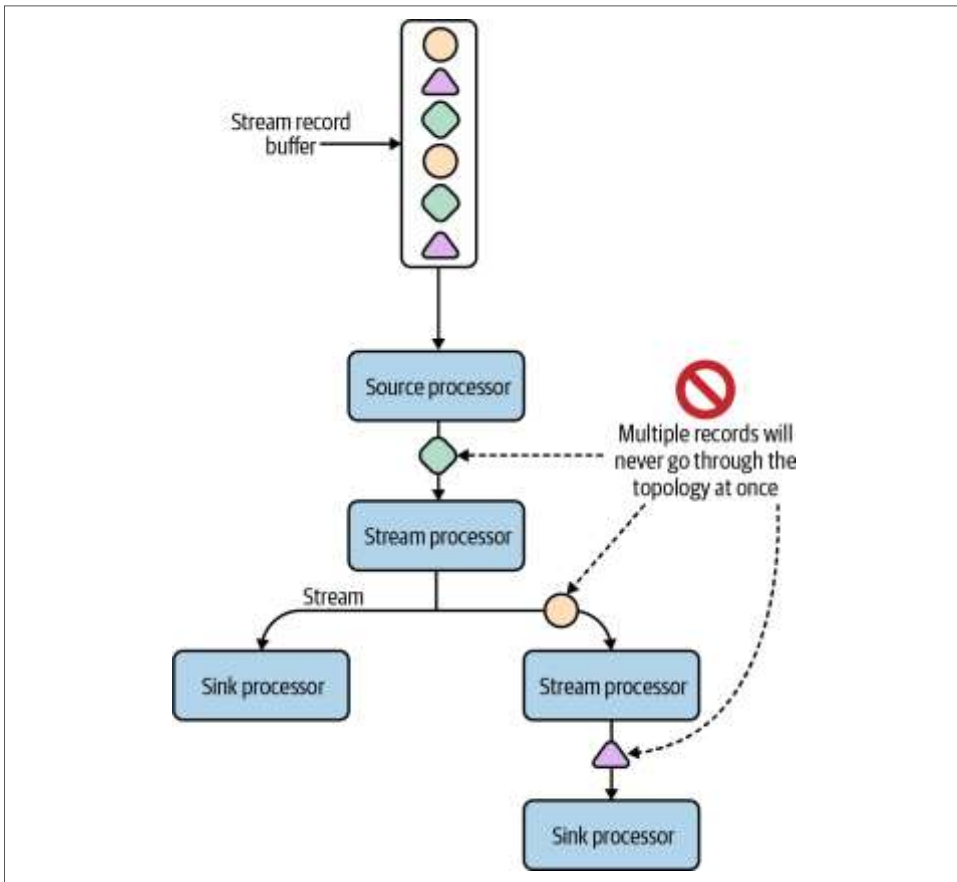 Stream record
buffer
Source processor
Multiple records will
never go through the
topology at once
Stream processor
Stream
Sink processor
Stream processor
Sink processor